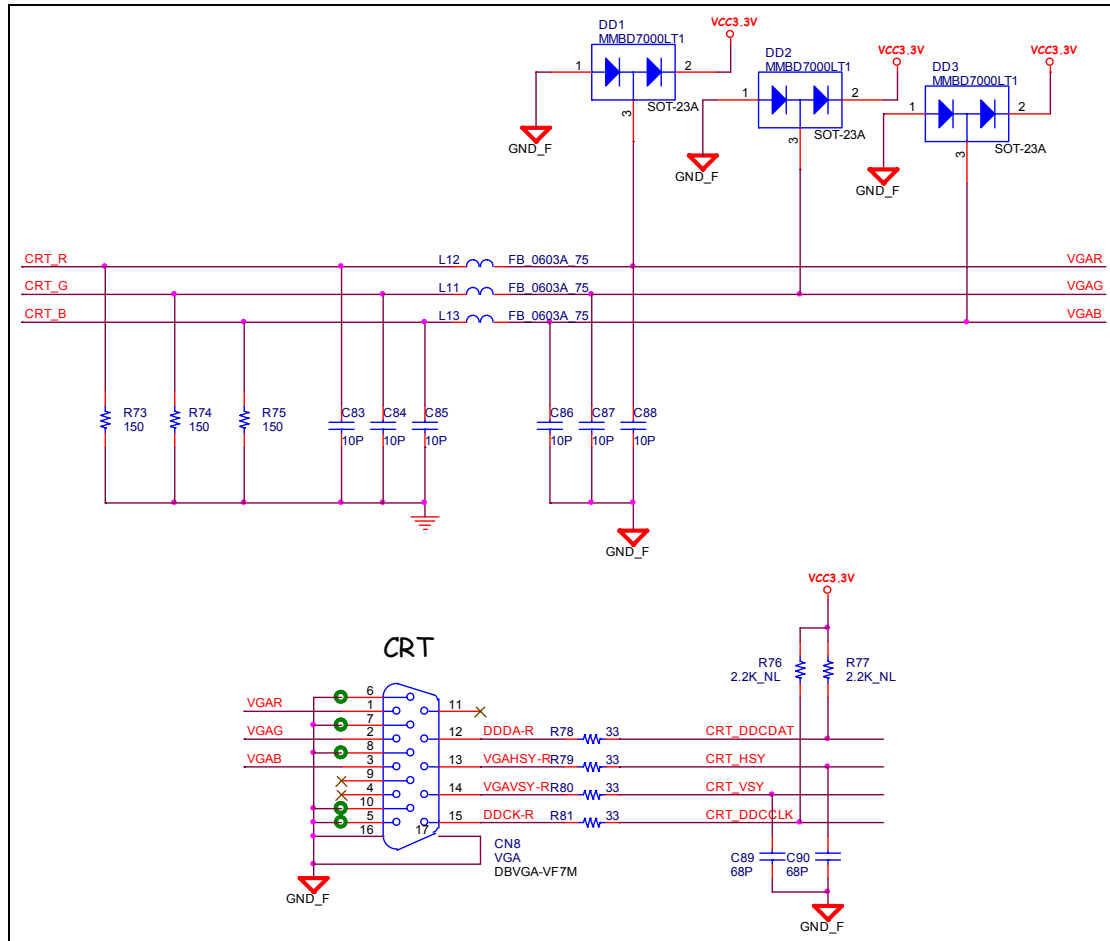 DD1
MMBD7000LT1
VCC3.3V
1
2
3
SOT-23A
GND_F
DD2
MMBD7000LT1
VCC3.3V
1
2
3
SOT-23A
GND_F
DD3
MMBD7000LT1
VCC3.3V
1
2
3
SOT-23A
GND_F
CRT_R
L12
FB_0603A_75
VGAR
CRT_G
L11
FB_0603A_75
VGAG
CRT_B
L13
FB_0603A_75
VGAB
R73
150
R74
150
R75
150
C83
10P
C84
10P
C85
10P
C86
10P
C87
10P
C88
10P
GND_F
VCC3.3V
R76
2.2K_NL
R77
2.2K_NL
CRT
VGAR
VGAG
VGAB
6
1
7
2
8
3
9
4
10
5
16
17
11
12
13
14
15
DDDA-R
R78
33
CRT_DDCDAT
VGAHSY-R
R79
33
CRT_HSY
VGAVSY-R
R80
33
CRT_VSY
DDCK-R
R81
33
CRT_DDCCLK
CN8
VGA
DBVGA-VF7M
GND_F
C89
68P
C90
68P
GND_F